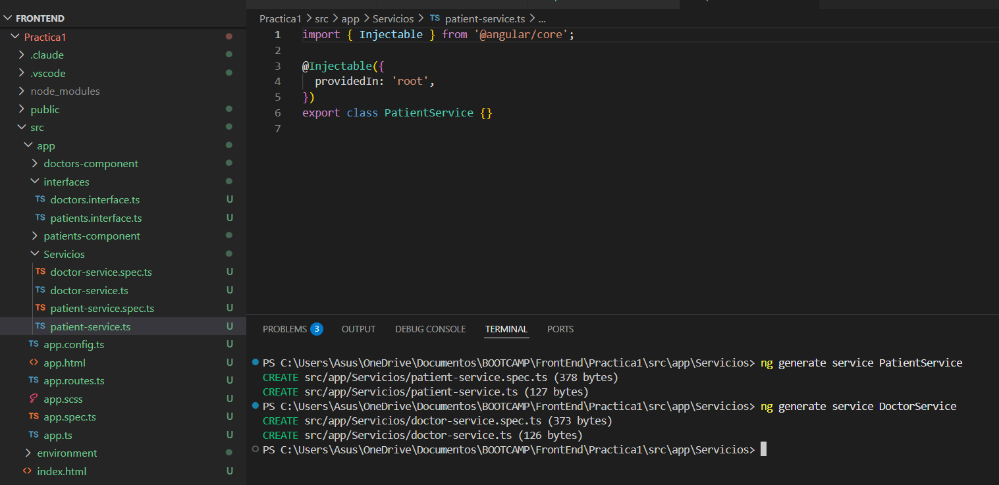 FRONTEND
Practica1
.claude
.vscode
node_modules
public
src
app
doctors-component
interfaces
TS doctors.interface.ts U
TS patients.interface.ts U
patients-component
Servicios
TS doctor-service.spec.ts U
TS doctor-service.ts U
TS patient-service.spec.ts U
TS patient-service.ts U
TS app.config.ts U
<> app.html U
TS app.routes.ts U
app.scss U
TS app.spec.ts U
TS app.ts U
environment
<> index.html U
Practica1 > src > app > Servicios > TS patient-service.ts > ...
1 import { Injectable } from '@angular/core';
2
3 @Injectable({
4 providedIn: 'root',
5 })
6 export class PatientService {}
7
PROBLEMS 3 OUTPUT DEBUG CONSOLE TERMINAL PORTS
PS C:\Users\Asus\OneDrive\Documentos\BOOTCAMP\FrontEnd\Practica1\src\app\Servicios> ng generate service PatientService
CREATE src/app/Servicios/patient-service.spec.ts (378 bytes)
CREATE src/app/Servicios/patient-service.ts (127 bytes)
PS C:\Users\Asus\OneDrive\Documentos\BOOTCAMP\FrontEnd\Practica1\src\app\Servicios> ng generate service DoctorService
CREATE src/app/Servicios/doctor-service.spec.ts (373 bytes)
CREATE src/app/Servicios/doctor-service.ts (126 bytes)
PS C:\Users\Asus\OneDrive\Documentos\BOOTCAMP\FrontEnd\Practica1\src\app\Servicios>